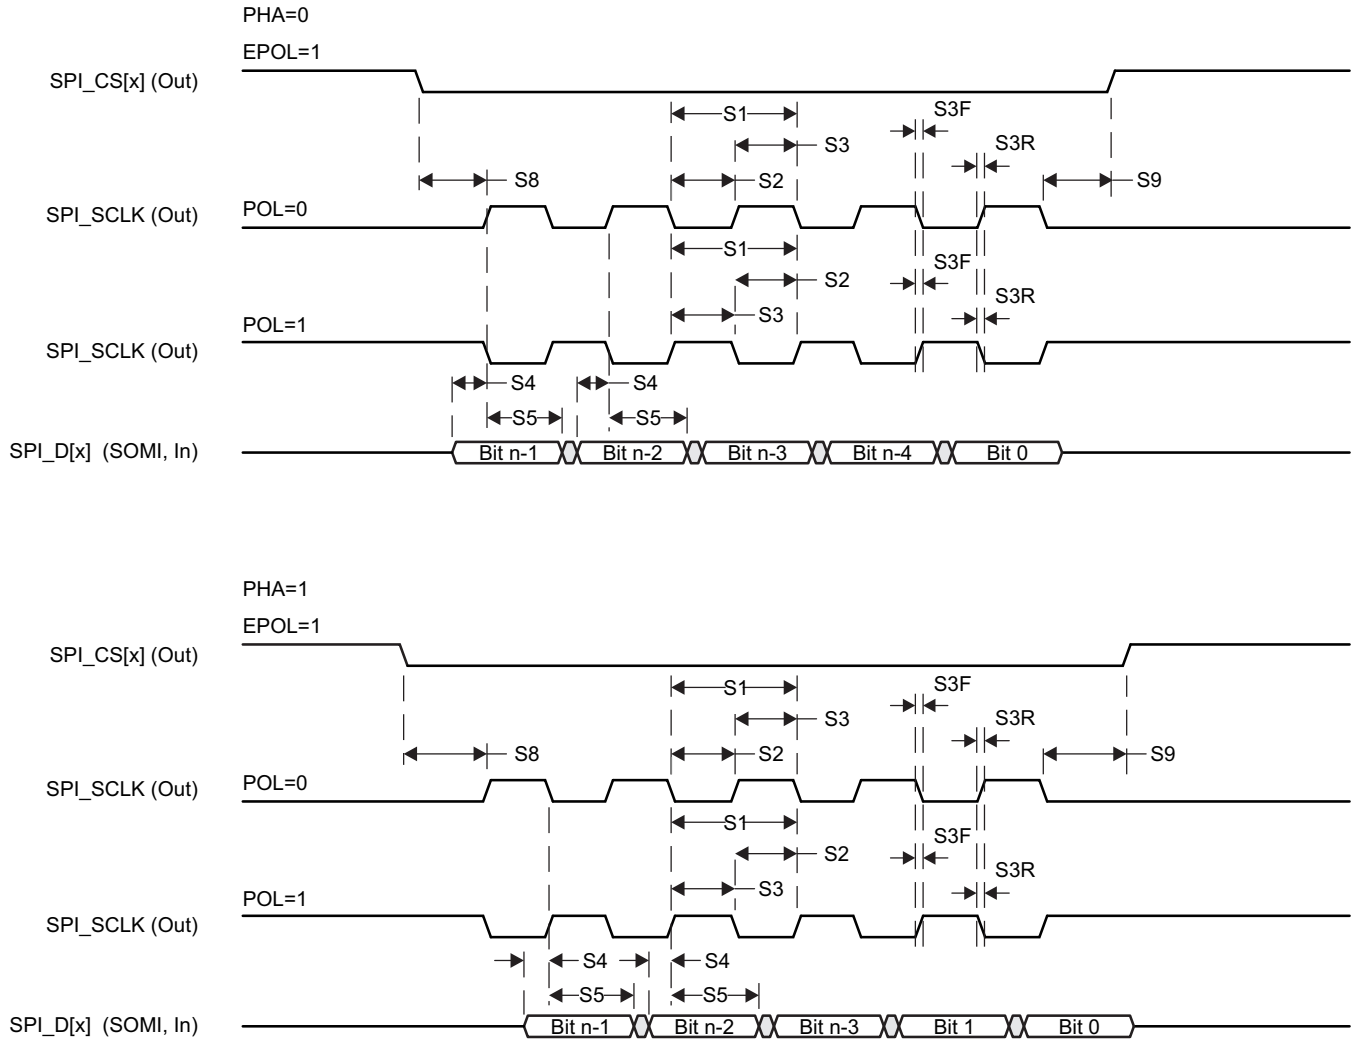 PHA=0
EPOL=1
SPI_CS[x] (Out)
S1
S3F
S3
S3R
S8
S2
S9
SPI_SCLK (Out)
POL=0
S1
S3F
S2
S3R
S3
POL=1
SPI_SCLK (Out)
S4
S4
S5
S5
SPI_D[x] (SOMI, In)
Bit n-1
Bit n-2
Bit n-3
Bit n-4
Bit 0
PHA=1
EPOL=1
SPI_CS[x] (Out)
S1
S3F
S3
S3R
S8
S2
S9
SPI_SCLK (Out)
POL=0
S1
S3F
S2
S3R
S3
POL=1
SPI_SCLK (Out)
S4
S4
S5
S5
SPI_D[x] (SOMI, In)
Bit n-1
Bit n-2
Bit n-3
Bit 1
Bit 0